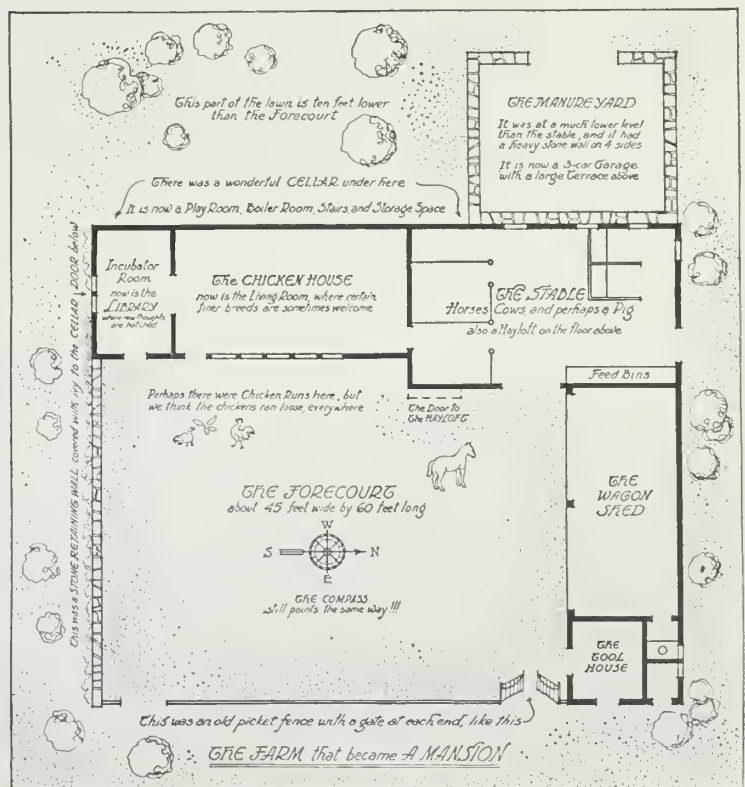 This part of the lawn is ten feet lower
than the Forecourt
THE MANURE YARD
It was at a much lower level
than the stable, and it had
a heavy stone wall on 4 sides
It is now a 3-car Garage
with a large Terrace above
There was a wonderful CELLAR under here
It is now a Play Room, Boiler Room, Stairs, and Storage Space
Incubator
Room
now is the
LIBRARY
where new thoughts
are hatched
The CHICKEN HOUSE
now is the Living Room, where certain
finer breeds are sometimes welcome
THE STABLE
Horses, Cows, and perhaps a Pig
also a Hayloft on the floor above
Feed Bins
This was a STONE RETAINING WALL covered with ivy to the CELLAR DOOR below
Perhaps there were Chicken Runs here, but
we think the chickens ran loose, everywhere
The Door to
the HAYLOFT
THE
WAGON
SHED
THE FORECOURT
about 45 feet wide by 60 feet long
W
S
N
E
THE COMPASS
still points the same way!!!
THE
TOOL
HOUSE
This was an old picket fence with a gate at each end, like this
THE FARM that became A MANSION